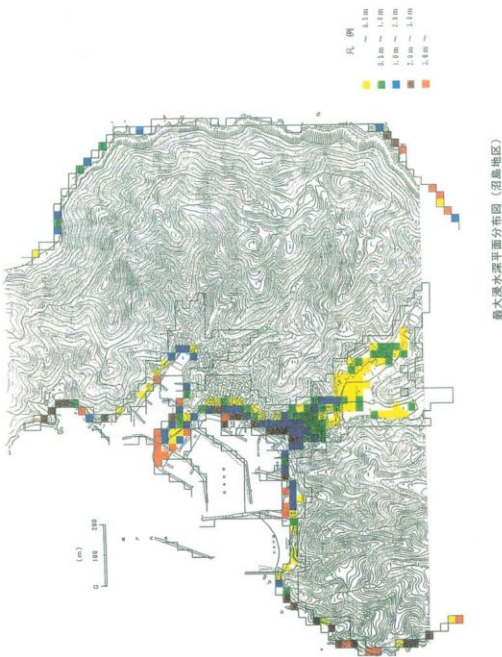 凡例
～ 0.5m
0.5m ～ 1.0m
1.0m ～ 2.0m
2.0m ～ 3.0m
3.0m ～
(m)
0 100 200
最大浸水深平面分布図 (沼島地区)